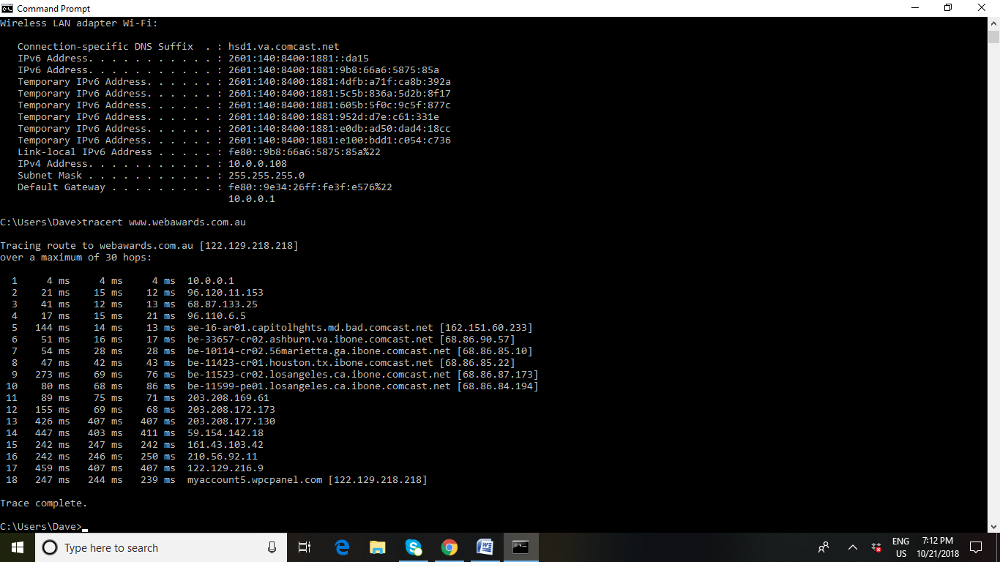 Command Prompt
Wireless LAN adapter Wi-Fi:
Connection-specific DNS Suffix . : hsd1.va.comcast.net
IPv6 Address. . . . . . . . . . . : 2601:140:8400:1881::da15
IPv6 Address. . . . . . . . . . . : 2601:140:8400:1881:9b8:66a6:5875:85a
Temporary IPv6 Address. . . . . . : 2601:140:8400:1881:4dfb:a71f:ca8b:392a
Temporary IPv6 Address. . . . . . : 2601:140:8400:1881:5c5b:836a:5d2b:8f17
Temporary IPv6 Address. . . . . . : 2601:140:8400:1881:605b:5f0c:9c5f:877c
Temporary IPv6 Address. . . . . . : 2601:140:8400:1881:952d:d7e:c61:331e
Temporary IPv6 Address. . . . . . : 2601:140:8400:1881:e0db:ad50:dad4:18cc
Temporary IPv6 Address. . . . . . : 2601:140:8400:1881:e100:bdd1:c054:c736
Link-local IPv6 Address . . . . . : fe80::9b8:66a6:5875:85a%22
IPv4 Address. . . . . . . . . . . : 10.0.0.108
Subnet Mask . . . . . . . . . . . : 255.255.255.0
Default Gateway . . . . . . . . . : fe80::9e34:26ff:fe3f:e576%22
10.0.0.1
C:\Users\Dave>tracert www.webawards.com.au
Tracing route to webawards.com.au [122.129.218.218]
over a maximum of 30 hops:
1 4 ms 4 ms 4 ms 10.0.0.1
2 21 ms 15 ms 12 ms 96.120.11.153
3 41 ms 12 ms 13 ms 68.87.133.25
4 17 ms 15 ms 21 ms 96.110.6.5
5 144 ms 14 ms 13 ms ae-16-ar01.capitolhghts.md.bad.comcast.net [162.151.60.233]
6 51 ms 16 ms 17 ms be-33657-cr02.ashburn.va.ibone.comcast.net [68.86.90.57]
7 54 ms 28 ms 28 ms be-10114-cr02.56marietta.ga.ibone.comcast.net [68.86.85.10]
8 47 ms 42 ms 43 ms be-11423-cr01.houston.tx.ibone.comcast.net [68.86.85.22]
9 273 ms 69 ms 76 ms be-11523-cr02.losangeles.ca.ibone.comcast.net [68.86.87.173]
10 80 ms 68 ms 86 ms be-11599-pe01.losangeles.ca.ibone.comcast.net [68.86.84.194]
11 89 ms 75 ms 71 ms 203.208.169.61
12 155 ms 69 ms 68 ms 203.208.172.173
13 426 ms 407 ms 407 ms 203.208.177.130
14 447 ms 403 ms 411 ms 59.154.142.18
15 242 ms 247 ms 242 ms 161.43.103.42
16 242 ms 246 ms 250 ms 210.56.92.11
17 459 ms 407 ms 407 ms 122.129.216.9
18 247 ms 244 ms 239 ms myaccount5.wpcpanel.com [122.129.218.218]
Trace complete.
C:\Users\Dave>
Type here to search
ENG
US
7:12 PM
10/21/2018